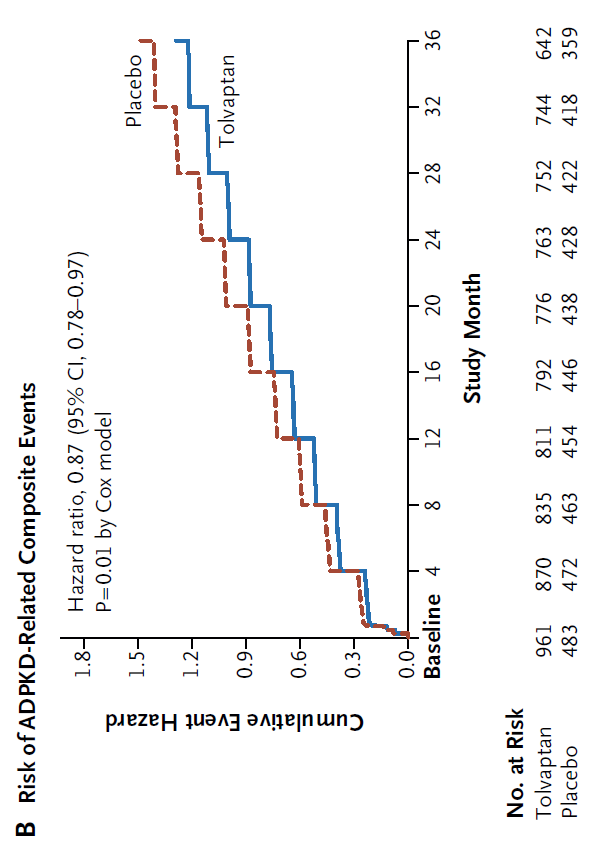 B Risk of ADPKD-Related Composite Events
Hazard ratio, 0.87 (95% CI, 0.78–0.97)
P=0.01 by Cox model
Placebo
Tolvaptan
Cumulative Event Hazard
1.8
1.5
1.2
0.9
0.6
0.3
0.0
Baseline 4 8 12 16 20 24 28 32 36
Study Month
No. at Risk
Tolvaptan 961 870 835 811 792 776 763 752 744 642
Placebo 483 472 463 454 446 438 428 422 418 359